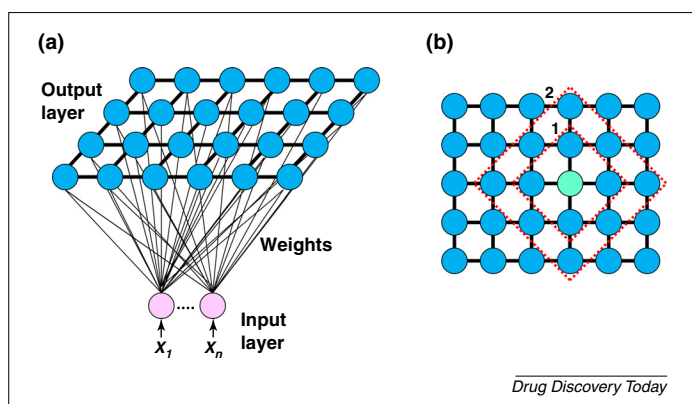 (a)
Output
layer
Weights
Input
layer
....
X1
Xn
(b)
2
1
Drug Discovery Today